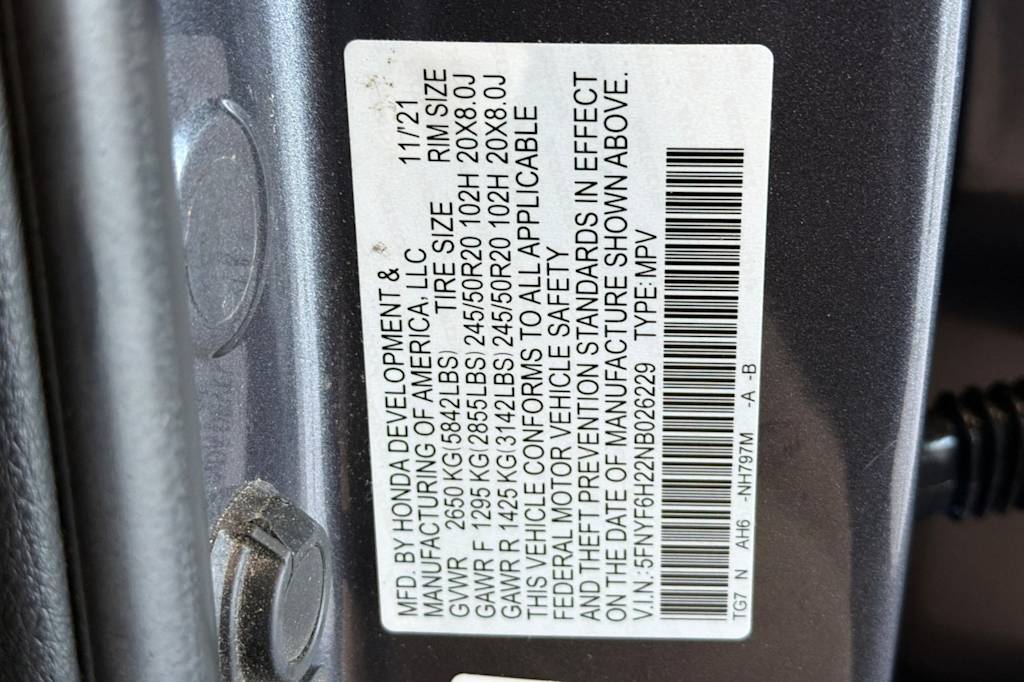 MFD. BY HONDA DEVELOPMENT &
MANUFACTURING OF AMERICA, LLC 11/'21
GVWR 2650 KG(5842LBS) TIRE SIZE RIM SIZE
GAWR F 1295 KG(2855LBS) 245/50R20 102H 20X8.0J
GAWR R 1425 KG(3142LBS) 245/50R20 102H 20X8.0J
THIS VEHICLE CONFORMS TO ALL APPLICABLE
FEDERAL MOTOR VEHICLE SAFETY
AND THEFT PREVENTION STANDARDS IN EFFECT
ON THE DATE OF MANUFACTURE SHOWN ABOVE.
V.I.N.:5FNYF6H22NB026229 TYPE:MPV
TG7 N AH6 -NH797M -A -B